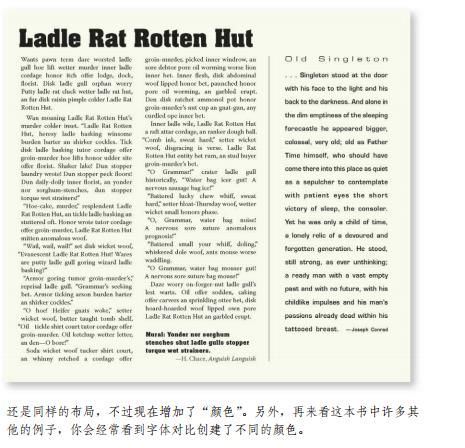 Ladle Rat Rotten Hut
Wants pawn term dare worsted ladle
gull hoe lift wetter murder inner ladle
cordage honor itch offer lodge, dock,
florist. Disk ladle gull orphan worry
Putty ladle rat cluck wetter ladle rat hut,
an fur disk raisin pimple colder Ladle Rat
Rotten Hut.
Wan moaning Ladle Rat Rotten Hut's
murder colder inset. "Ladle Rat Rotten
Hut, heresy ladle basking winsome
burden barter an shirker cockles. Tick
disk ladle basking tutor cordage offer
groin-murder hoe lifts honor udder site
offer florist. Shaker lake! Dun stopper
laundry wrote! Dun stopper peck floors!
Dun daily-doily inner florist, an yonder
nor sorghum-stenches, dun stopper
torque wet strainers!"
"Hoe-cake, murder," resplendent Ladle
Rat Rotten Hut, an tickle ladle basking an
stuttered oft. Honor wrote tutor cordage
offer groin-murder, Ladle Rat Rotten Hut
mitten anomalous woof.
"Wail, wail, wail!" set disk wicket woof,
"Evanescent Ladle Rat Rotten Hut! Wares
are putty ladle gull goring wizard ladle
basking?"
"Armor goring tumor groin-murder's,"
reprisal ladle gull. "Grammar's seeking
bet. Armor ticking arson burden barter
an shirker cockles."
"O hoe! Heifer gnats woke," setter
wicket woof, butter taught tomb shelf,
"Oil tickle shirt court tutor cordage offer
groin-murder. Oil ketchup wetter letter,
an den—O bore!"
Soda wicket woof tucker shirt court,
an whinny retched a cordage offer
groin-murder, picked inner windrow, an
sore debtor pore oil worming worse lion
inner bet. Inner flesh, disk abdominal
woof lipped honor bet, paunched honor
pore oil worming, an garbled erupt.
Den disk ratchet ammonol pot honor
groin-murder's nut cup an gnat-gun, any
curdled ope inner bet.
Inner ladle wile, Ladle Rat Rotten Hut
a raft attar cordage, an ranker dough ball.
"Comb ink, sweat hard," setter wicket
woof, disgracing is verse. Ladle Rat
Rotten Hut entity bet rum, an stud buyer
groin-murder's bet.
"O Grammar!" crater ladle gull
historically, "Water bag icer gut! A
nervous sausage bag ice!"
"Battered lucky chew whiff, sweat
hard," setter bloat-Thursday woof, wetter
wicket small honors phase.
"O, Grammar, water bag noise!
A nervous sore suture anomalous
prognosis!"
"Battered small your whiff, doling,"
whiskered dole woof, ants mouse worse
waddling.
"O Grammar, water bag mouser gut!
A nervous sore suture bag mouse!"
Daze worry on-forger-nut ladle gull's
lest warts. Oil offer sodden, caking
offer carvers an sprinkling otter bet, disk
hoard-hoarded woof lipped own pore
Ladle Rat Rotten Hut an garbled erupt.
Mural: Yonder nor sorghum
stenches shut ladle gulls stopper
torque wet strainers.
—H. Chace, Anguish Languish
Old Singleton
. . . Singleton stood at the door
with his face to the light and his
back to the darkness. And alone in
the dim emptiness of the sleeping
forecastle he appeared bigger,
colossal, very old; old as Father
Time himself, who should have
come there into this place as quiet
as a sepulcher to contemplate
with patient eyes the short
victory of sleep, the consoler.
Yet he was only a child of time,
a lonely relic of a devoured and
forgotten generation. He stood,
still strong, as ever unthinking;
a ready man with a vast empty
past and with no future, with his
childlike impulses and his man's
passions already dead within his
tattooed breast. —Joseph Conrad
还是同样的布局，不过现在增加了“颜色”。另外，再来看这本书中许多其
他的例子，你会经常看到字体对比创建了不同的颜色。